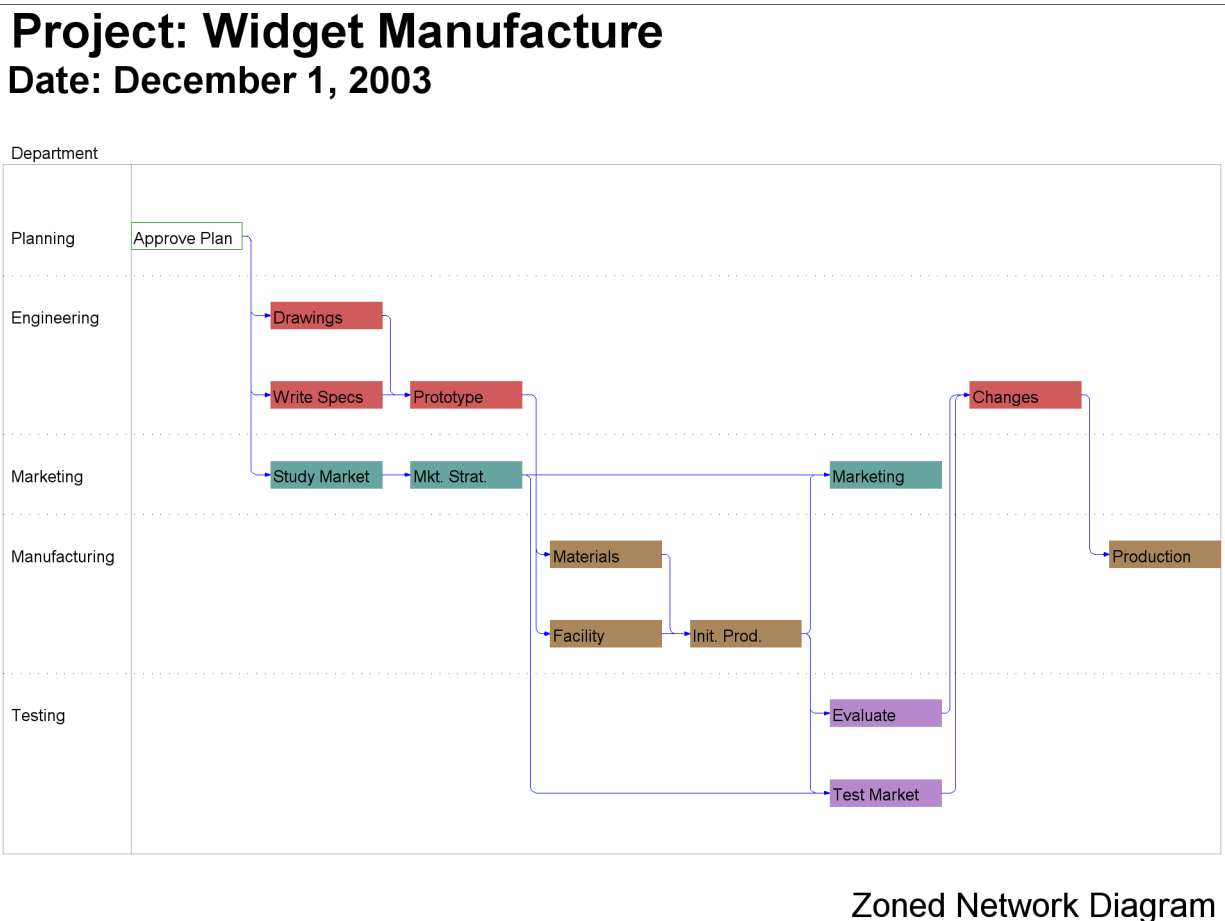 Project: Widget Manufacture
Date: December 1, 2003
Department
Planning
Approve Plan
Engineering
Drawings
Write Specs
Prototype
Changes
Marketing
Study Market
Mkt. Strat.
Marketing
Manufacturing
Materials
Production
Facility
Init. Prod.
Testing
Evaluate
Test Market
Zoned Network Diagram